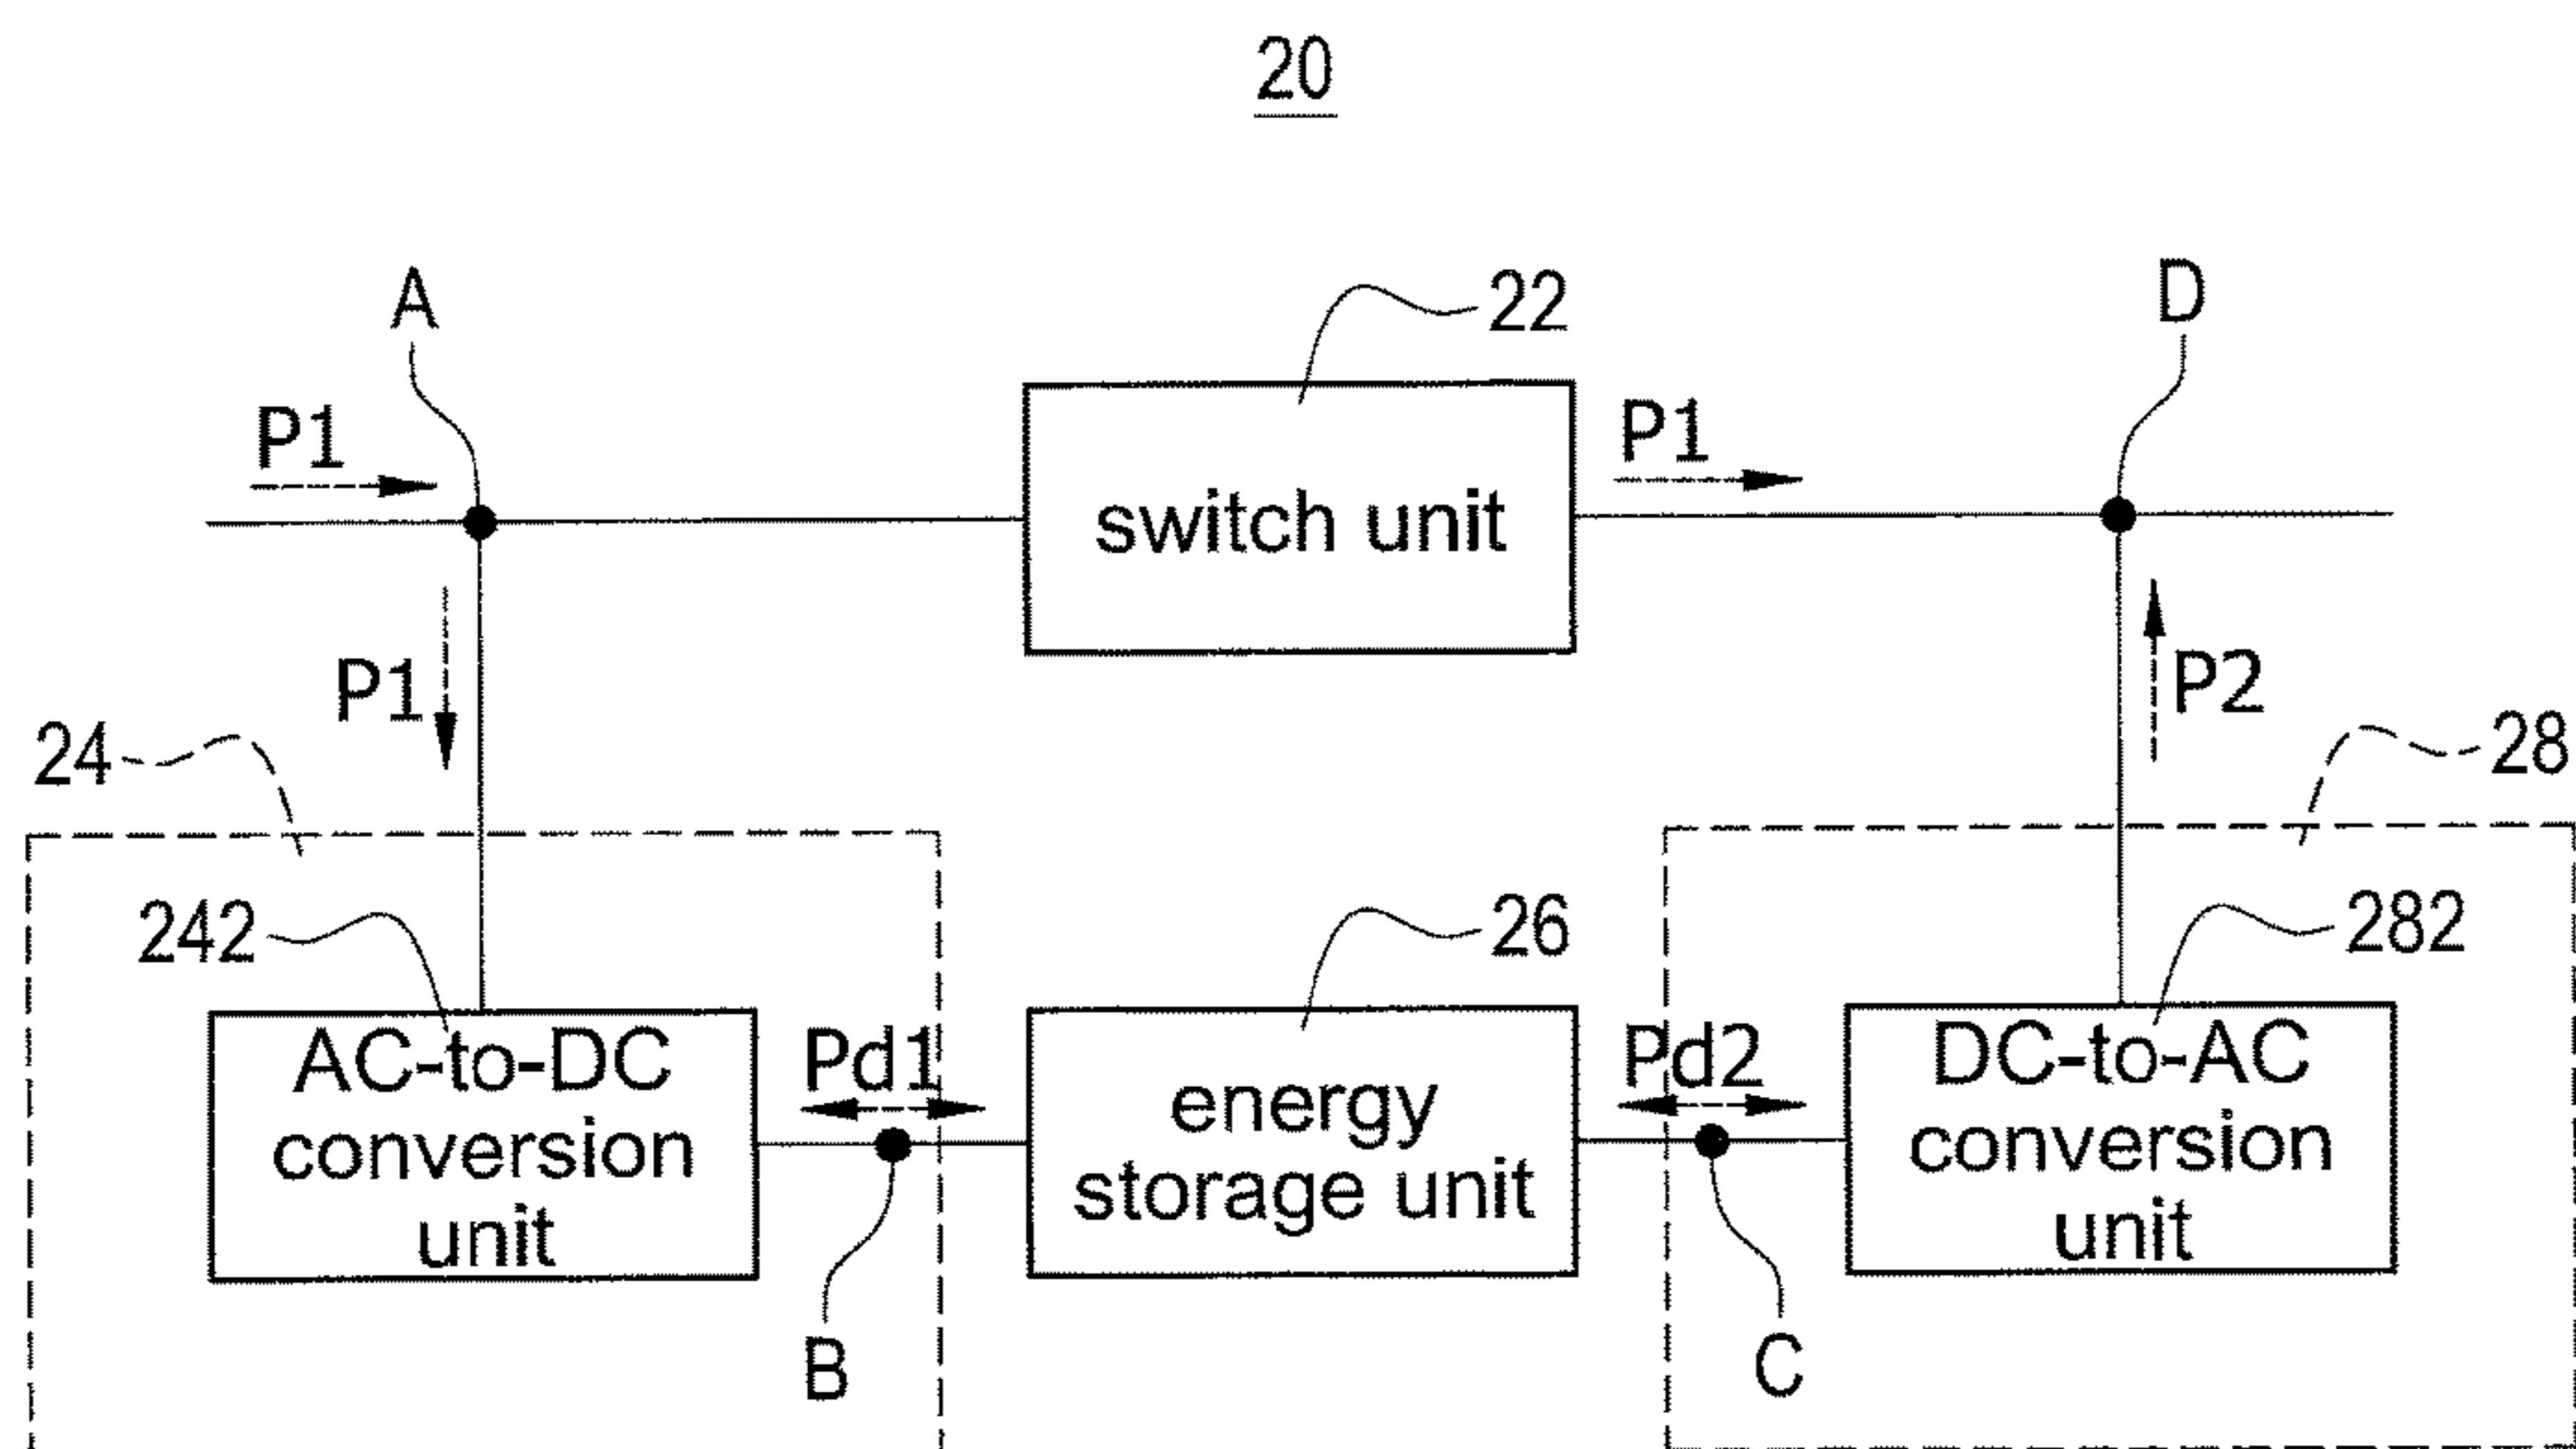 20
A
22
D
P1
P1
switch unit
P1
P2
24
28
242
26
282
AC-to-DC
conversion
unit
Pd1
energy
storage unit
Pd2
DC-to-AC
conversion
unit
B
C